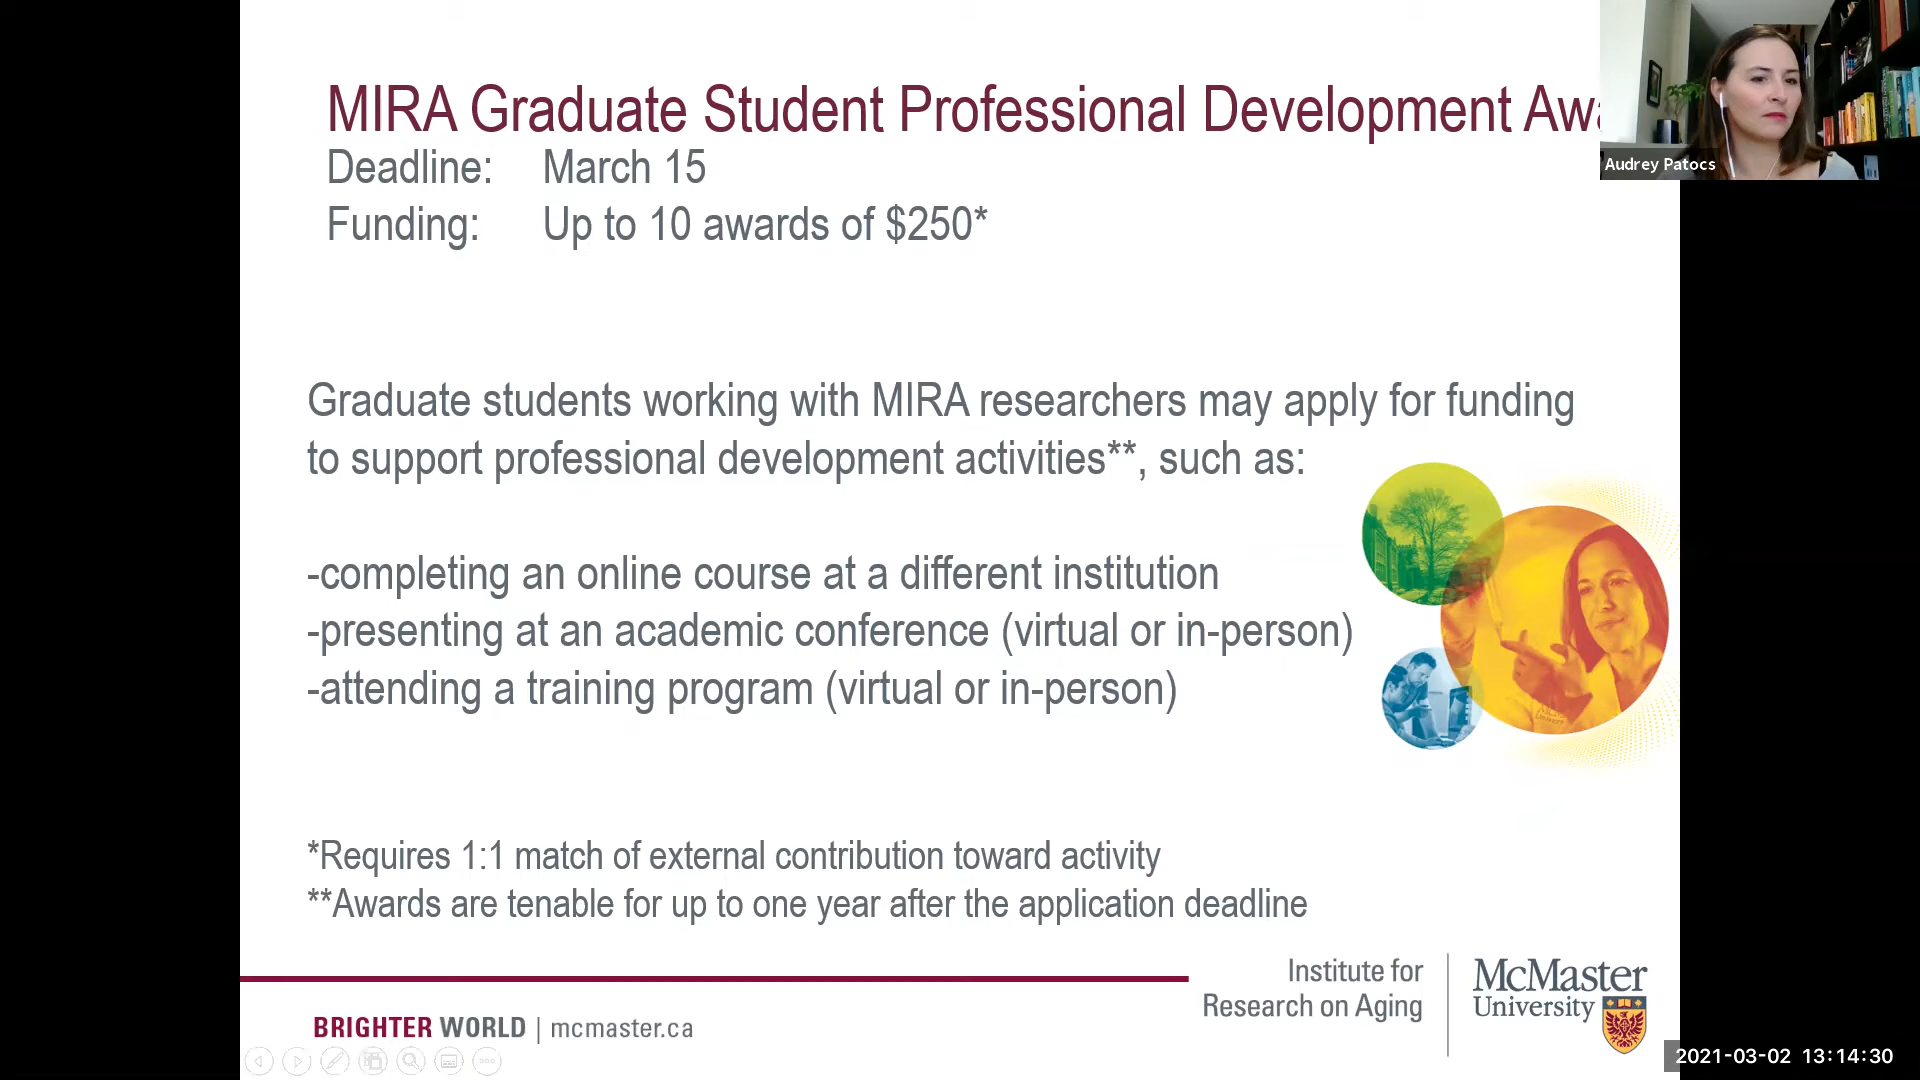 MIRA Graduate Student Professional Development Awa
Audrey Patocs
Deadline: March 15
Funding: Up to 10 awards of $250*
Graduate students working with MIRA researchers may apply for funding
to support professional development activities**, such as:
-completing an online course at a different institution
-presenting at an academic conference (virtual or in-person)
-attending a training program (virtual or in-person)
*Requires 1:1 match of external contribution toward activity
**Awards are tenable for up to one year after the application deadline
Institute for
Research on Aging
McMaster
University
BRIGHTER WORLD | mcmaster.ca
2021-03-02 13:14:30